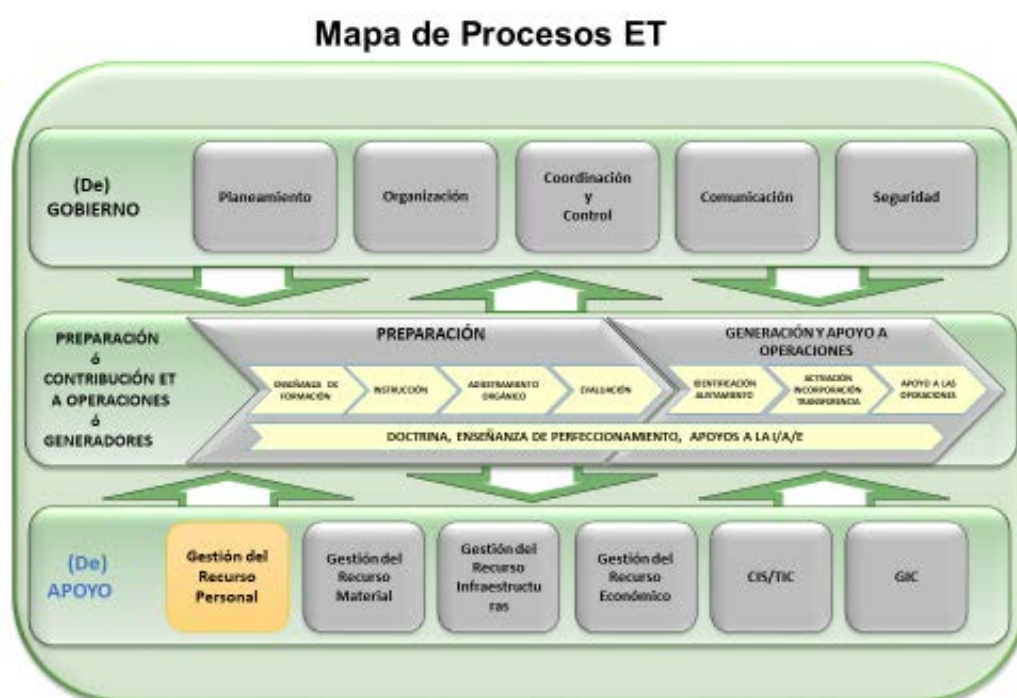 Mapa de Procesos ET
(De)
GOBIERNO
Planeamiento
Organización
Coordinación
y
Control
Comunicación
Seguridad
PREPARACIÓN
ó
CONTRIBUCIÓN ET
A OPERACIONES
ó
GENERADORES
PREPARACIÓN
ENSEÑANZA DE
FORMACIÓN
INSTRUCCIÓN
ADIESTRAMIENTO
ORGÁNICO
EVALUACIÓN
GENERACIÓN Y APOYO A
OPERACIONES
IDENTIFICACIÓN
ALISTAMIENTO
ACTIVACIÓN
INCORPORACIÓN
TRANSFERENCIA
APOYO A LAS
OPERACIONES
DOCTRINA, ENSEÑANZA DE PERFECCIONAMIENTO, APOYOS A LA I/A/E
(De)
APOYO
Gestión del
Recurso
Personal
Gestión del
Recurso
Material
Gestión del
Recurso
Infraestructu
ras
Gestión del
Recurso
Económico
CIS/TIC
GIC